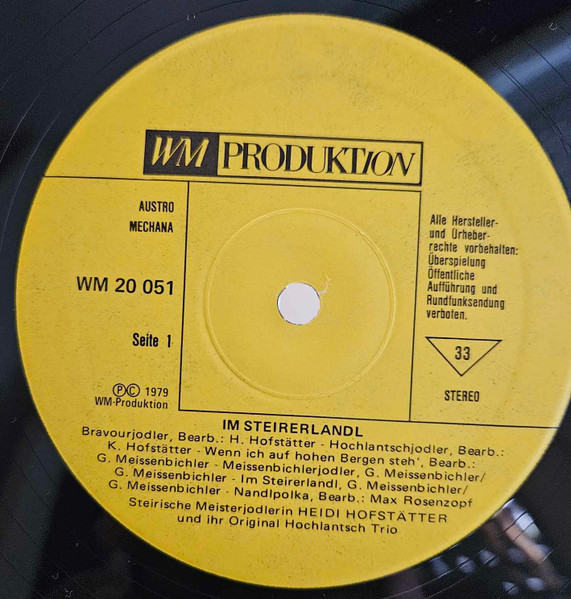 WM PRODUKTION
AUSTRO
MECHANA
WM 20 051
Seite 1
Ⓟ Ⓒ 1979
WM-Produktion
Alle Hersteller-
und Urheber-
rechte vorbehalten:
Überspielung
Öffentliche
Aufführung und
Rundfunksendung
verboten.
33
STEREO
IM STEIRERLANDL
Bravourjodler, Bearb.: H. Hofstätter - Hochlantschjodler, Bearb.:
K. Hofstätter - Wenn ich auf hohen Bergen steh', Bearb.:
G. Meissenbichler - Meissenbichlerjodler, G. Meissenbichler/
G. Meissenbichler - Im Steirerlandl, G. Meissenbichler/
G. Meissenbichler - Nandlpolka, Bearb.: Max Rosenzopf
Steirische Meisterjodlerin HEIDI HOFSTÄTTER
und ihr Original Hochlantsch Trio